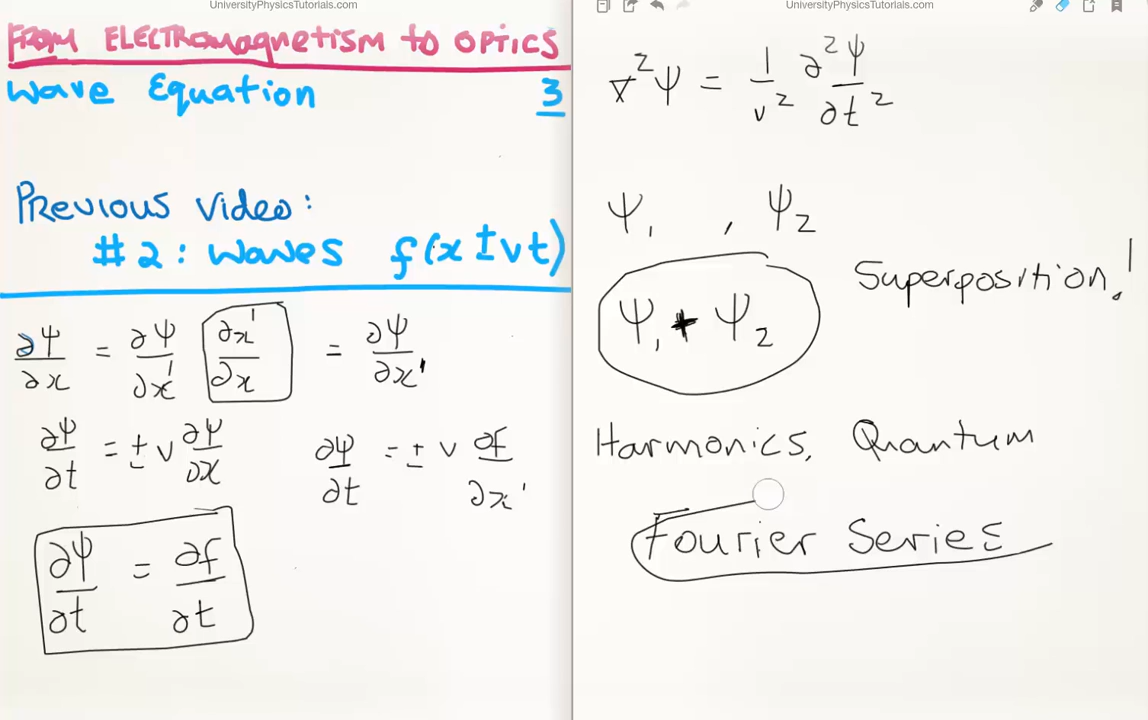 UniversityPhysicsTutorials.com
FROM ELECTROMagnetism to OPTICS
Wave Equation 3
Previous Video:
#2: Waves f(x ± vt)
∂Ψ/∂x = ∂Ψ/∂x' ∂x'/∂x = ∂Ψ/∂x'
∂Ψ/∂t = ± v ∂Ψ/∂x ∂Ψ/∂t = ± v ∂f/∂x'
∂Ψ/∂t = ∂f/∂t
UniversityPhysicsTutorials.com
∇²Ψ = 1/v² ∂²Ψ/∂t²
Ψ₁ , Ψ₂
Ψ₁ + Ψ₂ Superposition!
Harmonics, Quantum
Fourier Series